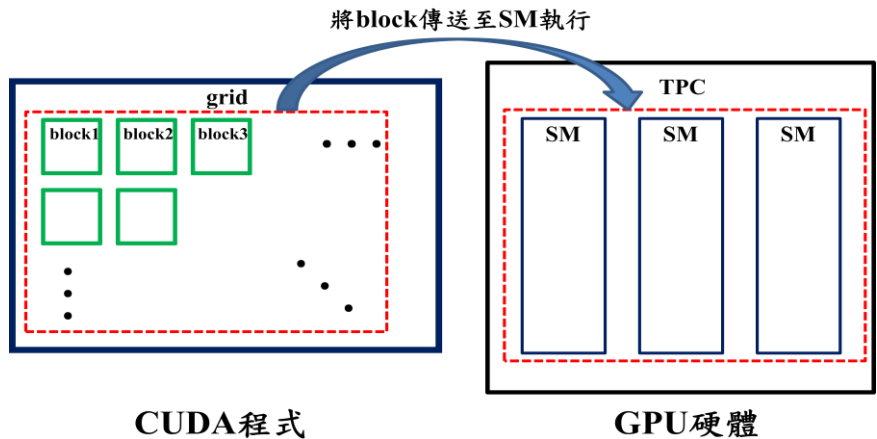 將block傳送至SM執行
grid
block1 block2 block3
TPC
SM SM SM
CUDA程式
GPU硬體